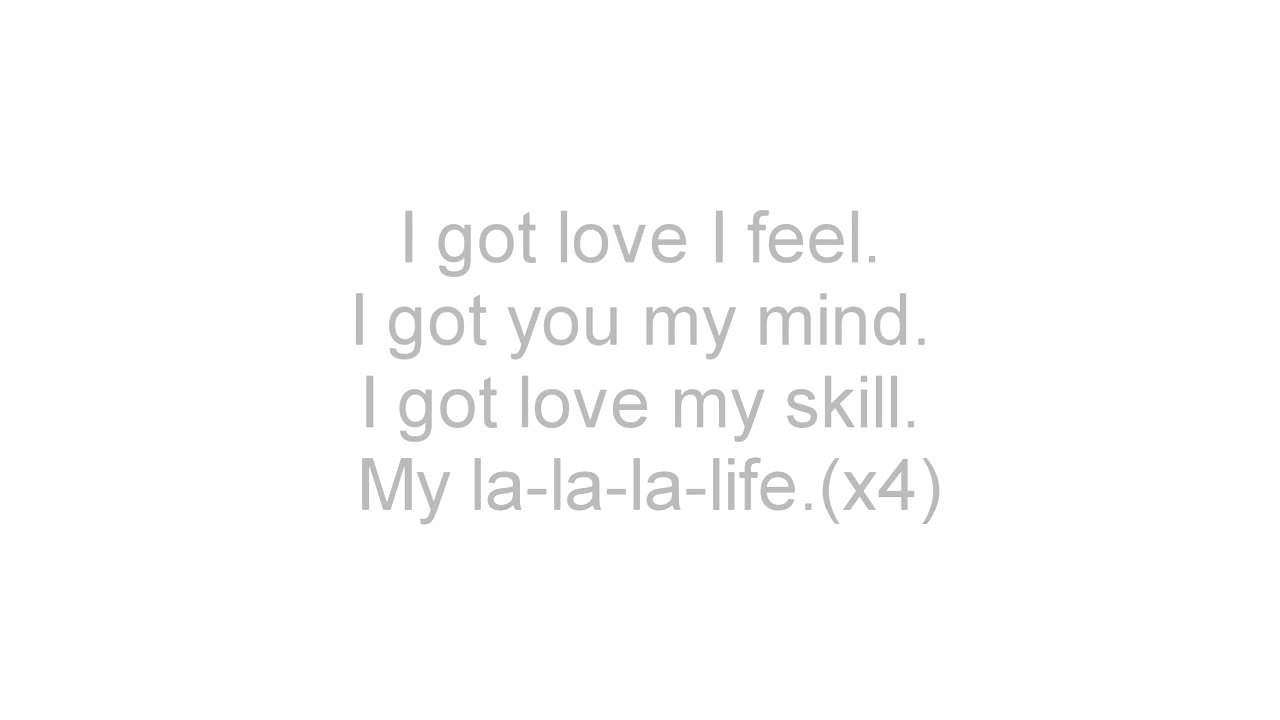 I got love I feel.
I got you my mind.
I got love my skill.
My la-la-la-life.(x4)